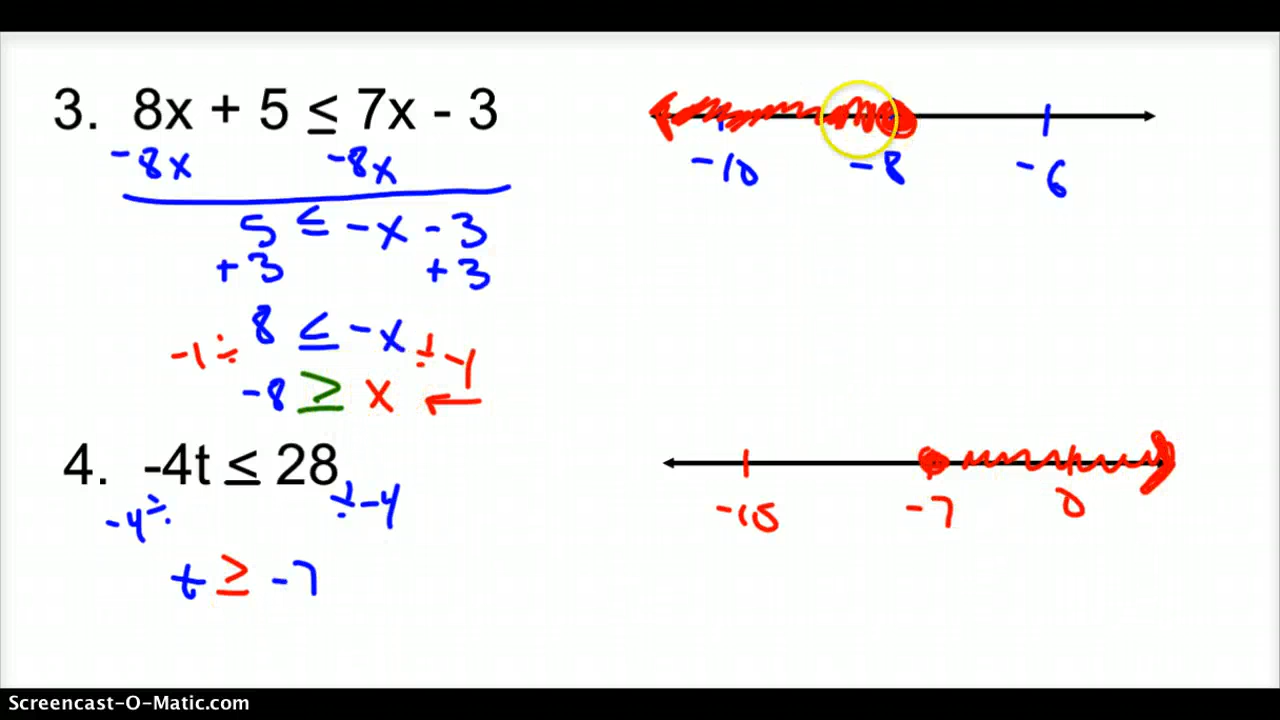 3. 8x + 5 ≤ 7x - 3
-8x -8x
5 ≤ -x - 3
+3 +3
8 ≤ -x
-1 ÷ ÷ -1
-8 ≥ x ←
-10 -8 -6
4. -4t ≤ 28
-4 ÷ ÷ -4
t ≥ -7
-15 -7 0
Screencast-O-Matic.com